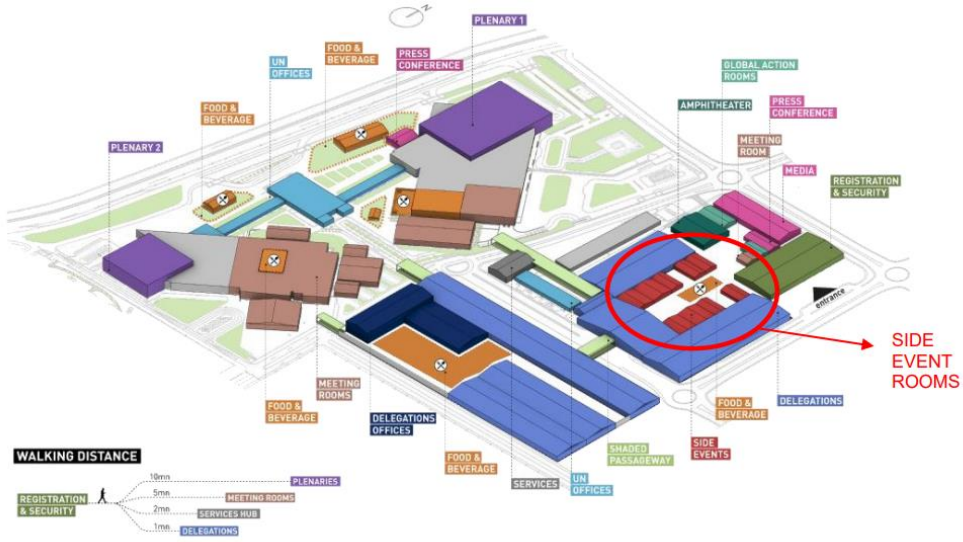 PLENARY 1
FOOD &
BEVERAGE
PRESS
CONFERENCE
UN
OFFICES
GLOBAL ACTION
ROOMS
AMPHITHEATER
PRESS
CONFERENCE
FOOD &
BEVERAGE
MEETING
ROOM
PLENARY 2
MEDIA
REGISTRATION
& SECURITY
entrance
SIDE
EVENT
ROOMS
MEETING
ROOMS
FOOD &
BEVERAGE
DELEGATIONS
OFFICES
FOOD &
BEVERAGE
DELEGATIONS
SIDE
EVENTS
SHADED
PASSAGEWAY
FOOD &
BEVERAGE
SERVICES
UN
OFFICES
WALKING DISTANCE
REGISTRATION
& SECURITY
10mn
PLENARIES
5mn
MEETING ROOMS
2mn
SERVICES HUB
1mn
DELEGATIONS